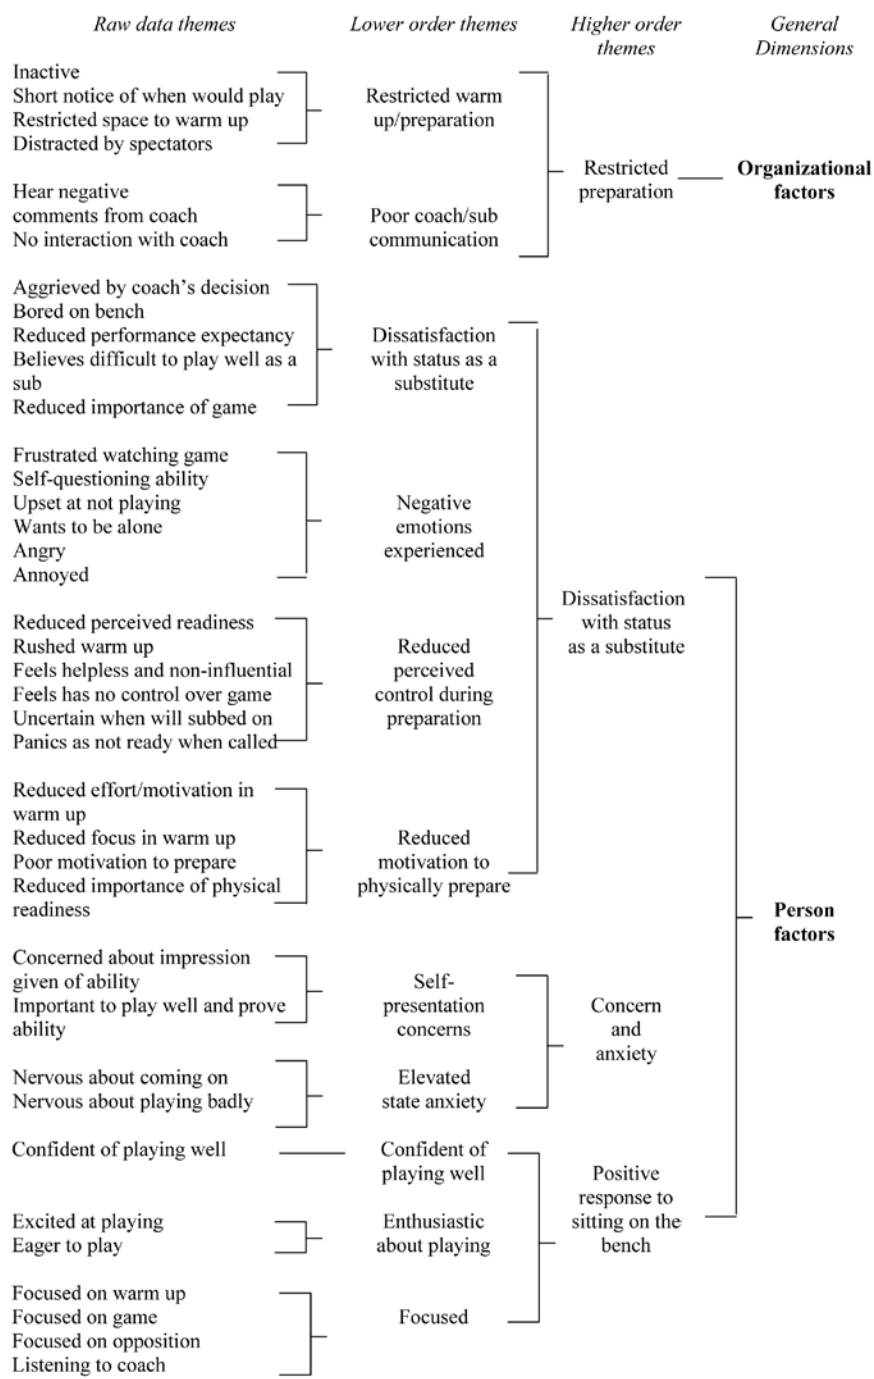 Raw data themes
Lower order themes
Higher order
themes
General
Dimensions
Inactive
Short notice of when would play
Restricted space to warm up
Distracted by spectators
Restricted warm
up/preparation
Hear negative
comments from coach
No interaction with coach
Poor coach/sub
communication
Restricted
preparation
Organizational
factors
Aggrieved by coach’s decision
Bored on bench
Reduced performance expectancy
Believes difficult to play well as a
sub
Reduced importance of game
Dissatisfaction
with status as a
substitute
Frustrated watching game
Self-questioning ability
Upset at not playing
Wants to be alone
Angry
Annoyed
Negative
emotions
experienced
Reduced perceived readiness
Rushed warm up
Feels helpless and non-influential
Feels has no control over game
Uncertain when will subbed on
Panics as not ready when called
Reduced
perceived
control during
preparation
Reduced effort/motivation in
warm up
Reduced focus in warm up
Poor motivation to prepare
Reduced importance of physical
readiness
Reduced
motivation to
physically prepare
Dissatisfaction
with status
as a substitute
Concerned about impression
given of ability
Important to play well and prove
ability
Self-
presentation
concerns
Nervous about coming on
Nervous about playing badly
Elevated
state anxiety
Concern
and
anxiety
Confident of playing well
Confident of
playing well
Excited at playing
Eager to play
Enthusiastic
about playing
Focused on warm up
Focused on game
Focused on opposition
Listening to coach
Focused
Positive
response to
sitting on the
bench
Person
factors